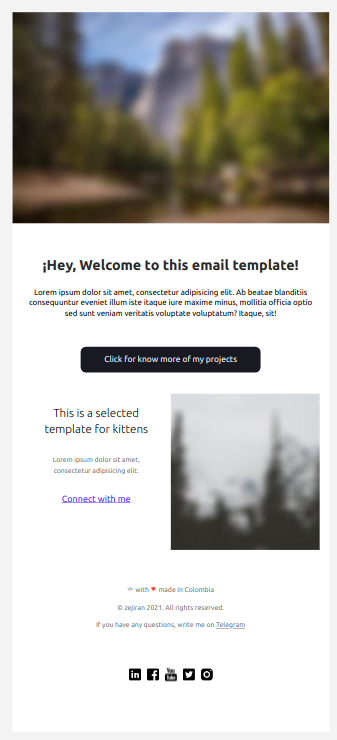 ¡Hey, Welcome to this email template!
Lorem ipsum dolor sit amet, consectetur adipisicing elit. Ab beatae blanditiis
consequuntur eveniet illum iste itaque iure maxime minus, mollitia officia optio
sed sunt veniam veritatis voluptate voluptatum? Itaque, sit!
Click for know more of my projects
This is a selected
template for kittens
Lorem ipsum dolor sit amet,
consectetur adipisicing elit.
Connect with me
with ❤ made in Colombia
© zejiran 2021. All rights reserved.
If you have any questions, write me on Telegram
You Tube